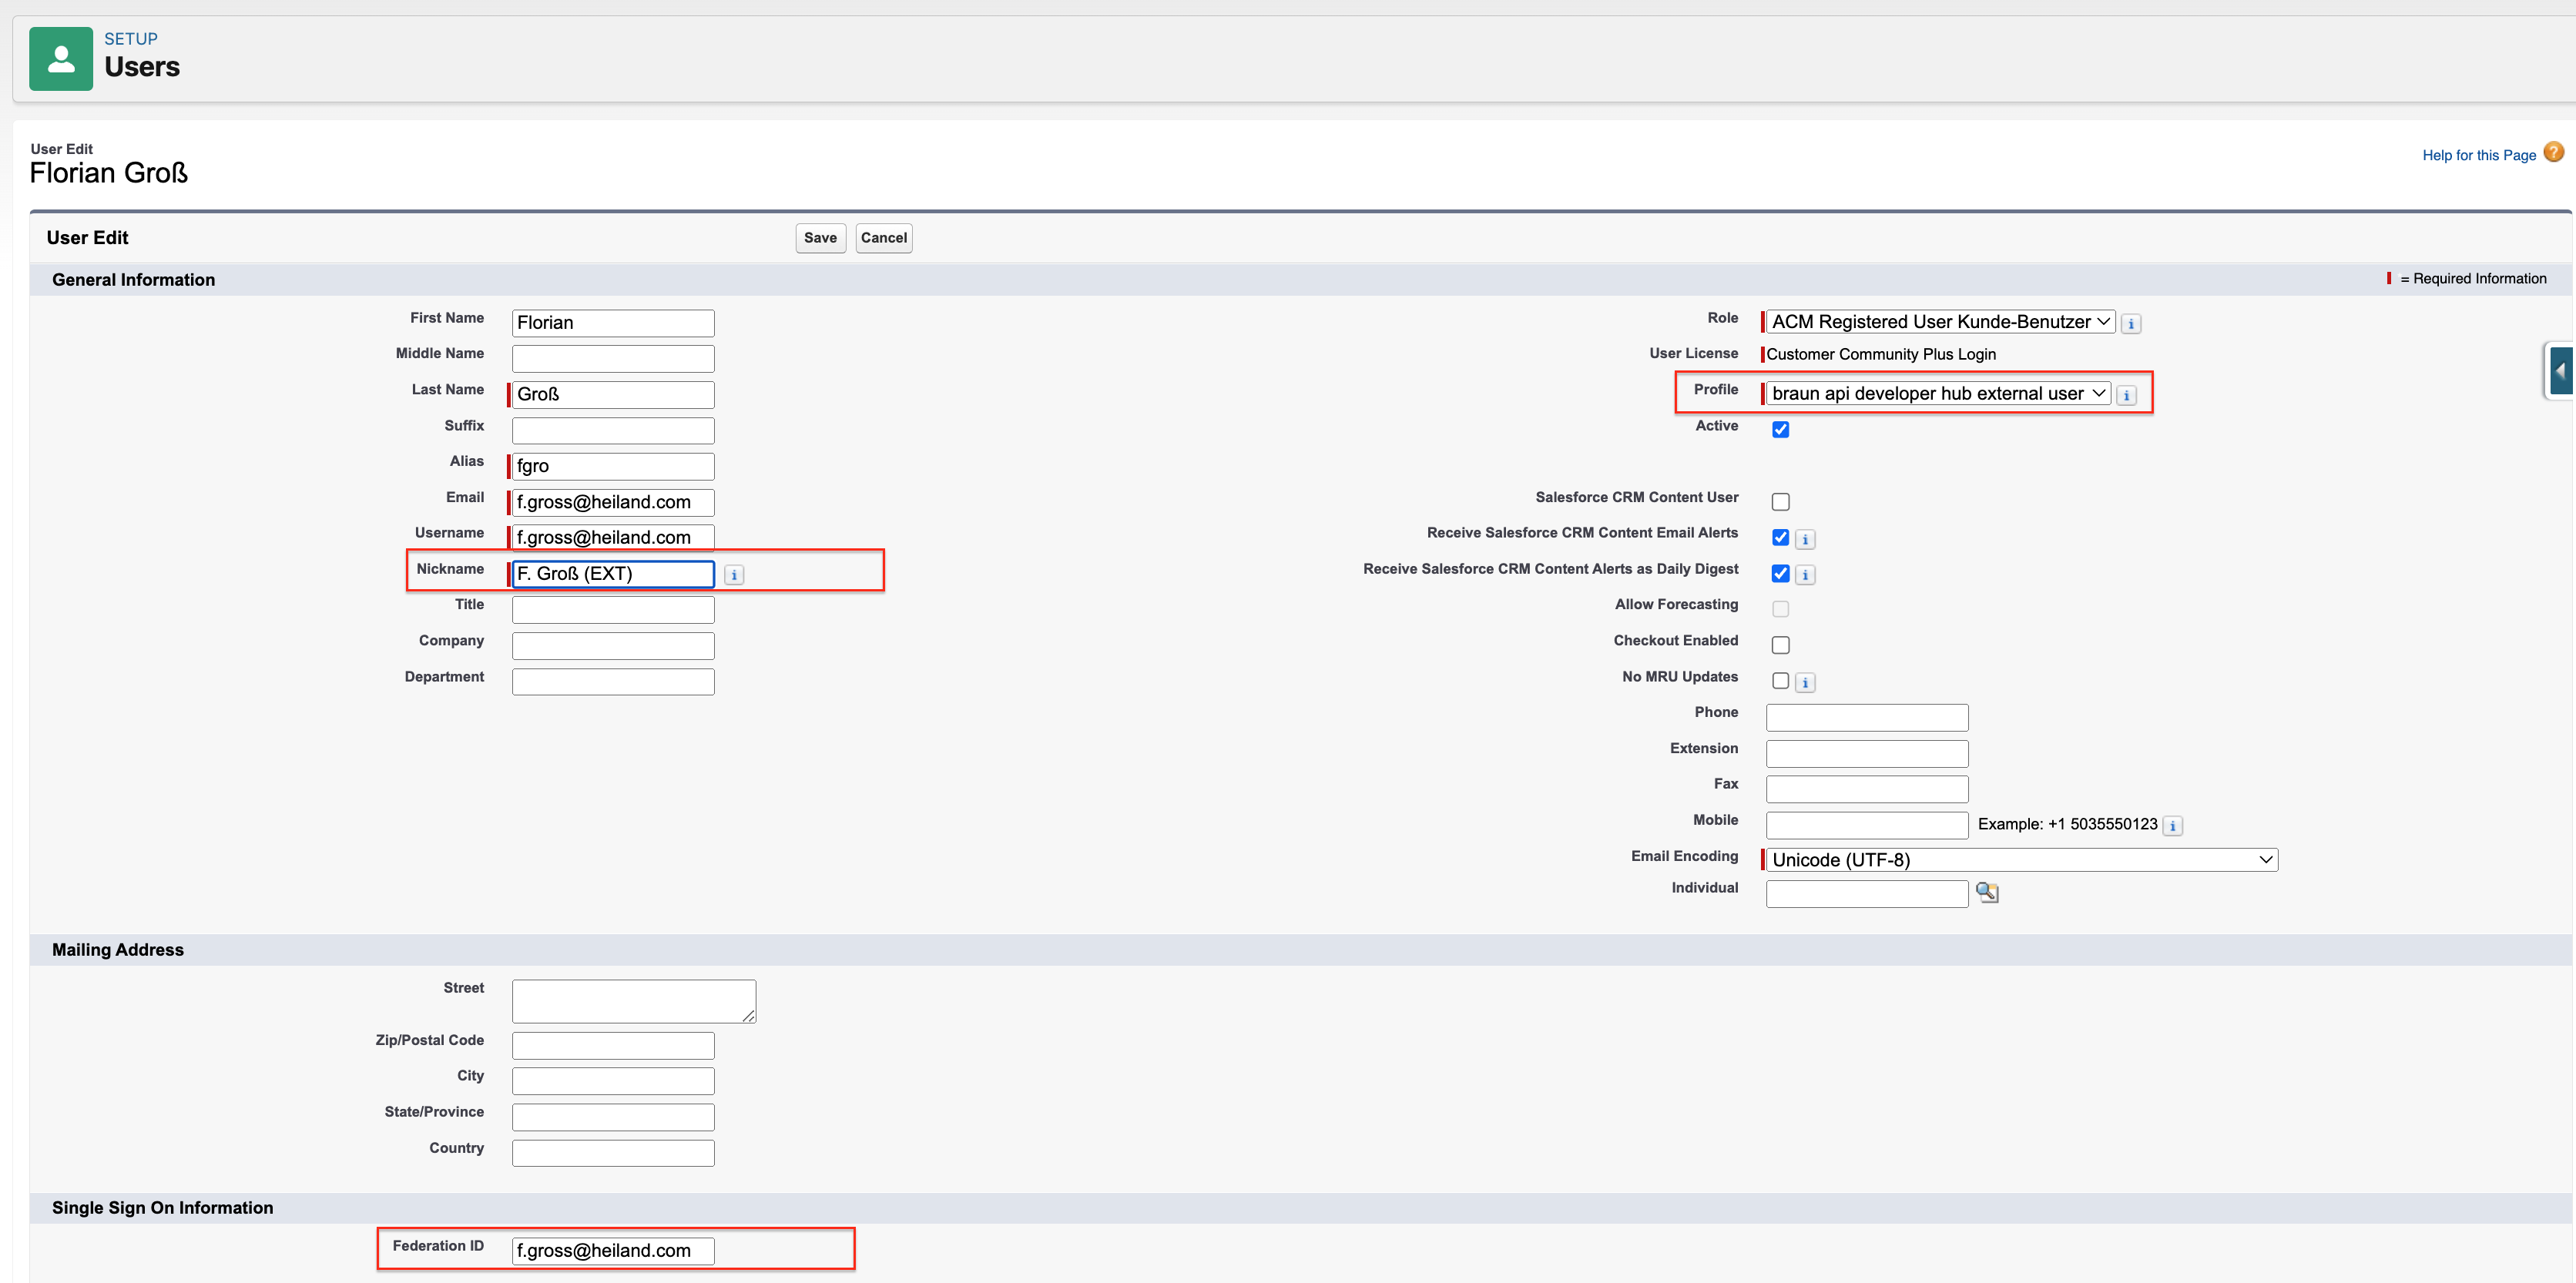 SETUP
Users
User Edit
Florian Groß
Help for this Page
User Edit
Save
Cancel
General Information
= Required Information
First Name
Florian
Middle Name
Last Name
Groß
Suffix
Alias
fgro
Email
f.gross@heiland.com
Username
f.gross@heiland.com
Nickname
F. Groß (EXT)
Title
Company
Department
Role
ACM Registered User Kunde-Benutzer
User License
Customer Community Plus Login
Profile
braun api developer hub external user
Active
Salesforce CRM Content User
Receive Salesforce CRM Content Email Alerts
Receive Salesforce CRM Content Alerts as Daily Digest
Allow Forecasting
Checkout Enabled
No MRU Updates
Phone
Extension
Fax
Mobile
Example: +1 5035550123
Email Encoding
Unicode (UTF-8)
Individual
Mailing Address
Street
Zip/Postal Code
City
State/Province
Country
Single Sign On Information
Federation ID
f.gross@heiland.com